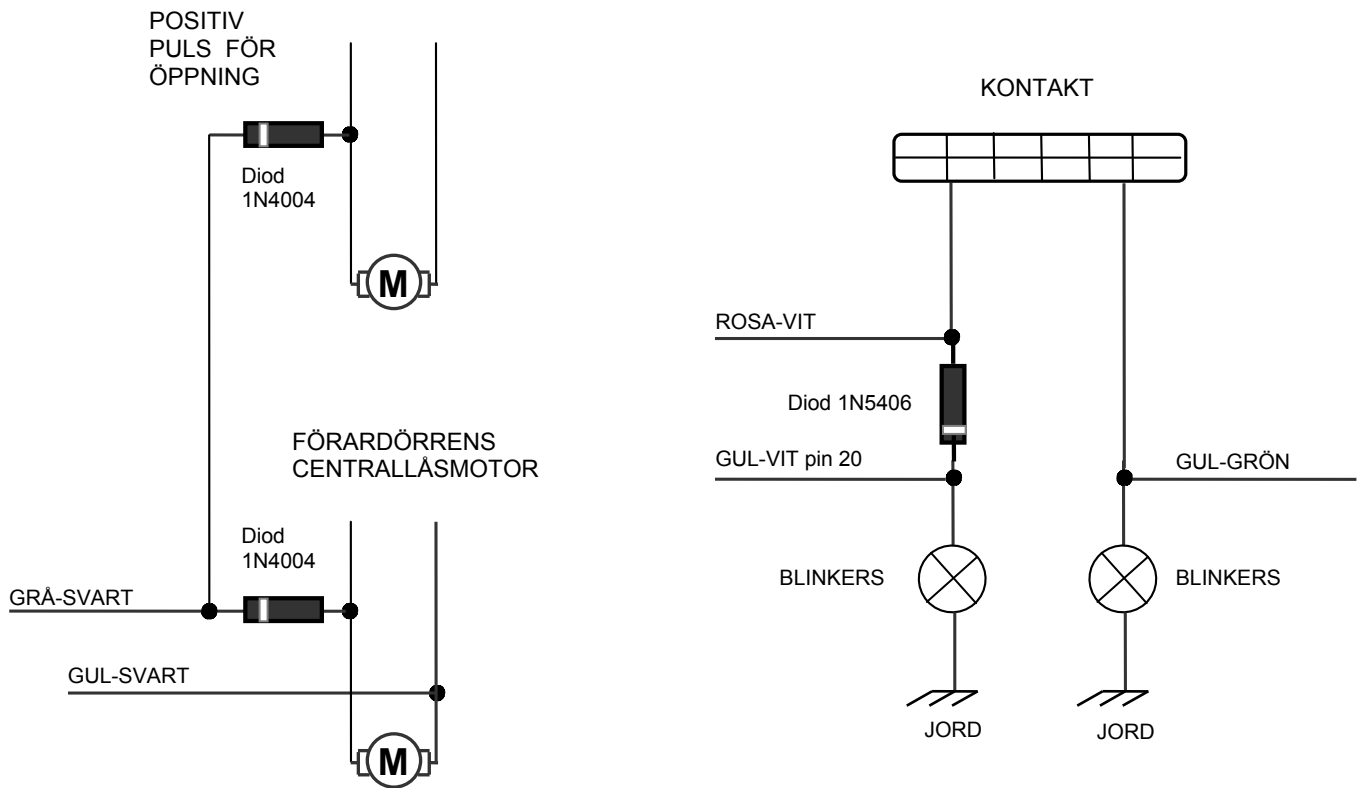 POSITIV
PULS FÖR
ÖPPNING
Diod
1N4004
M
FÖRARDÖRRENS
CENTRALLÅSMOTOR
Diod
1N4004
GRÅ-SVART
GUL-SVART
M
KONTAKT
ROSA-VIT
Diod 1N5406
GUL-VIT pin 20
GUL-GRÖN
BLINKERS
BLINKERS
JORD
JORD